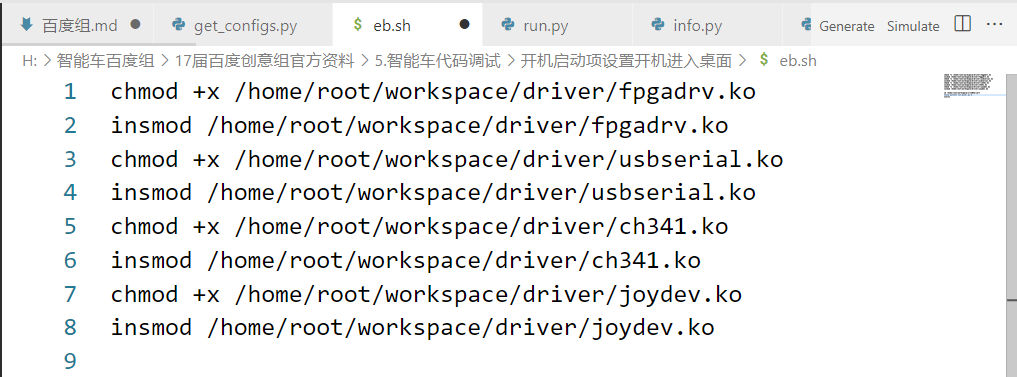 百度组.md get_configs.py $ eb.sh run.py info.py Generate Simulate ...
H: > 智能车百度组 > 17届百度创意组官方资料 > 5.智能车代码调试 > 开机启动项设置开机进入桌面 > $ eb.sh
1 chmod +x /home/root/workspace/driver/fpgadrv.ko
2 insmod /home/root/workspace/driver/fpgadrv.ko
3 chmod +x /home/root/workspace/driver/usbserial.ko
4 insmod /home/root/workspace/driver/usbserial.ko
5 chmod +x /home/root/workspace/driver/ch341.ko
6 insmod /home/root/workspace/driver/ch341.ko
7 chmod +x /home/root/workspace/driver/joydev.ko
8 insmod /home/root/workspace/driver/joydev.ko
9